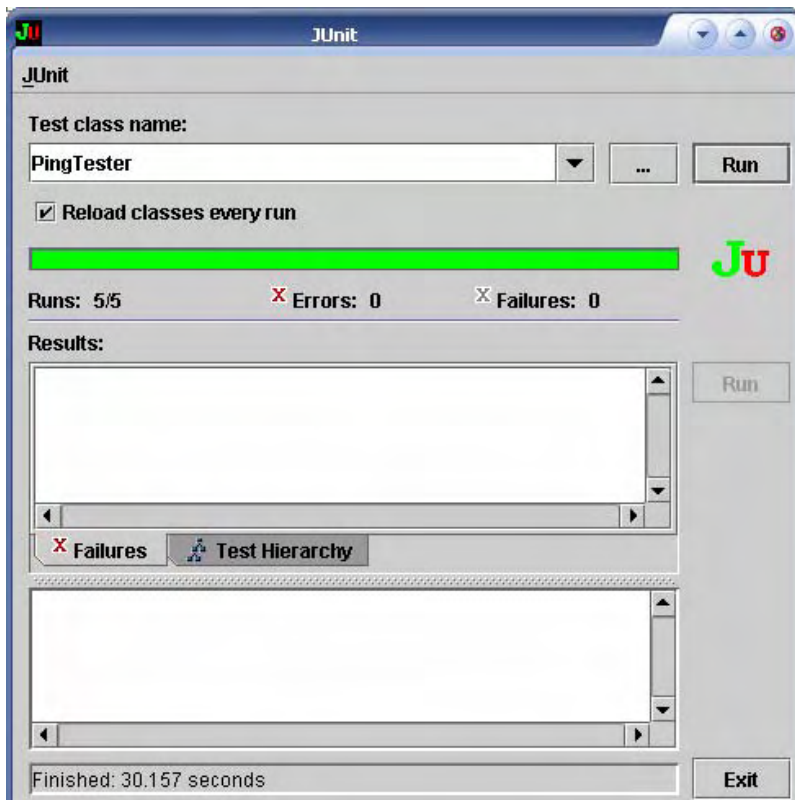 JU JUnit
JUnit
Test class name:
PingTester ... Run
Reload classes every run
JU
Runs: 5/5 X Errors: 0 X Failures: 0
Results:
Run
X Failures Test Hierarchy
Finished: 30.157 seconds Exit